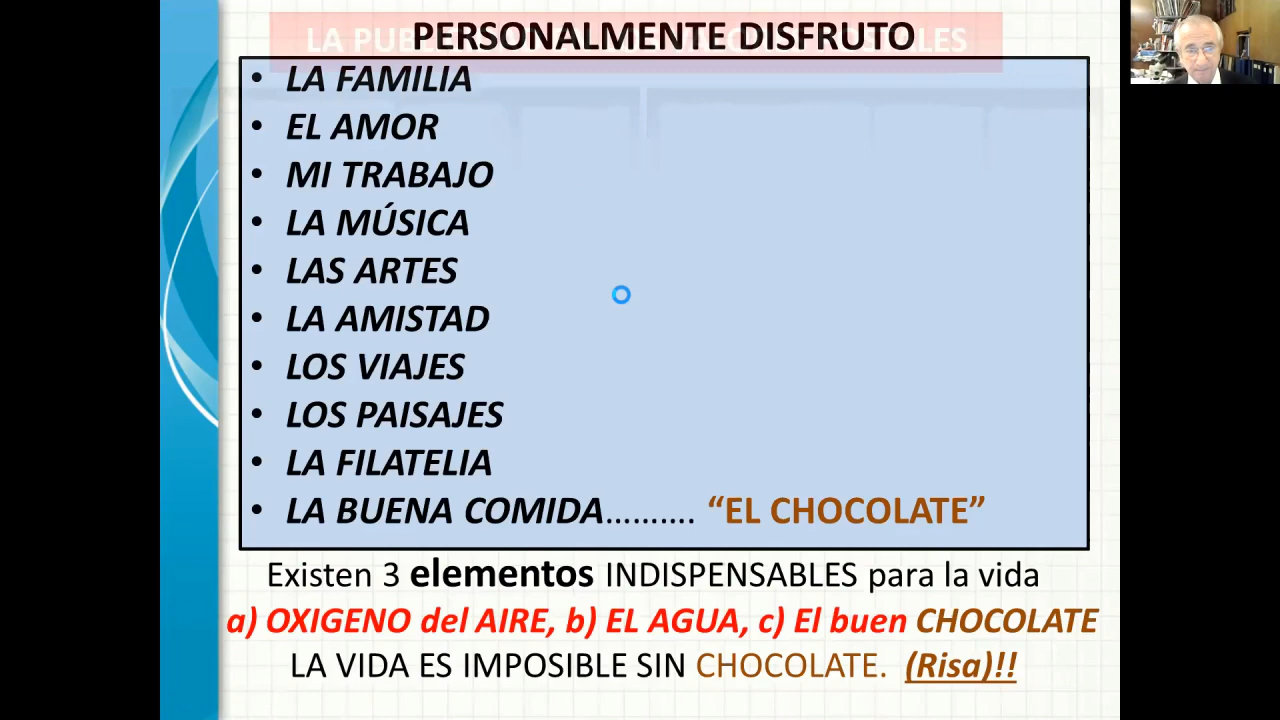 PERSONALMENTE DISFRUTO
• LA FAMILIA
• EL AMOR
• MI TRABAJO
• LA MÚSICA
• LAS ARTES
• LA AMISTAD
• LOS VIAJES
• LOS PAISAJES
• LA FILATELIA
• LA BUENA COMIDA………. “EL CHOCOLATE”
Existen 3 elementos INDISPENSABLES para la vida
a) OXIGENO del AIRE, b) EL AGUA, c) El buen CHOCOLATE
LA VIDA ES IMPOSIBLE SIN CHOCOLATE. (Risa)!!